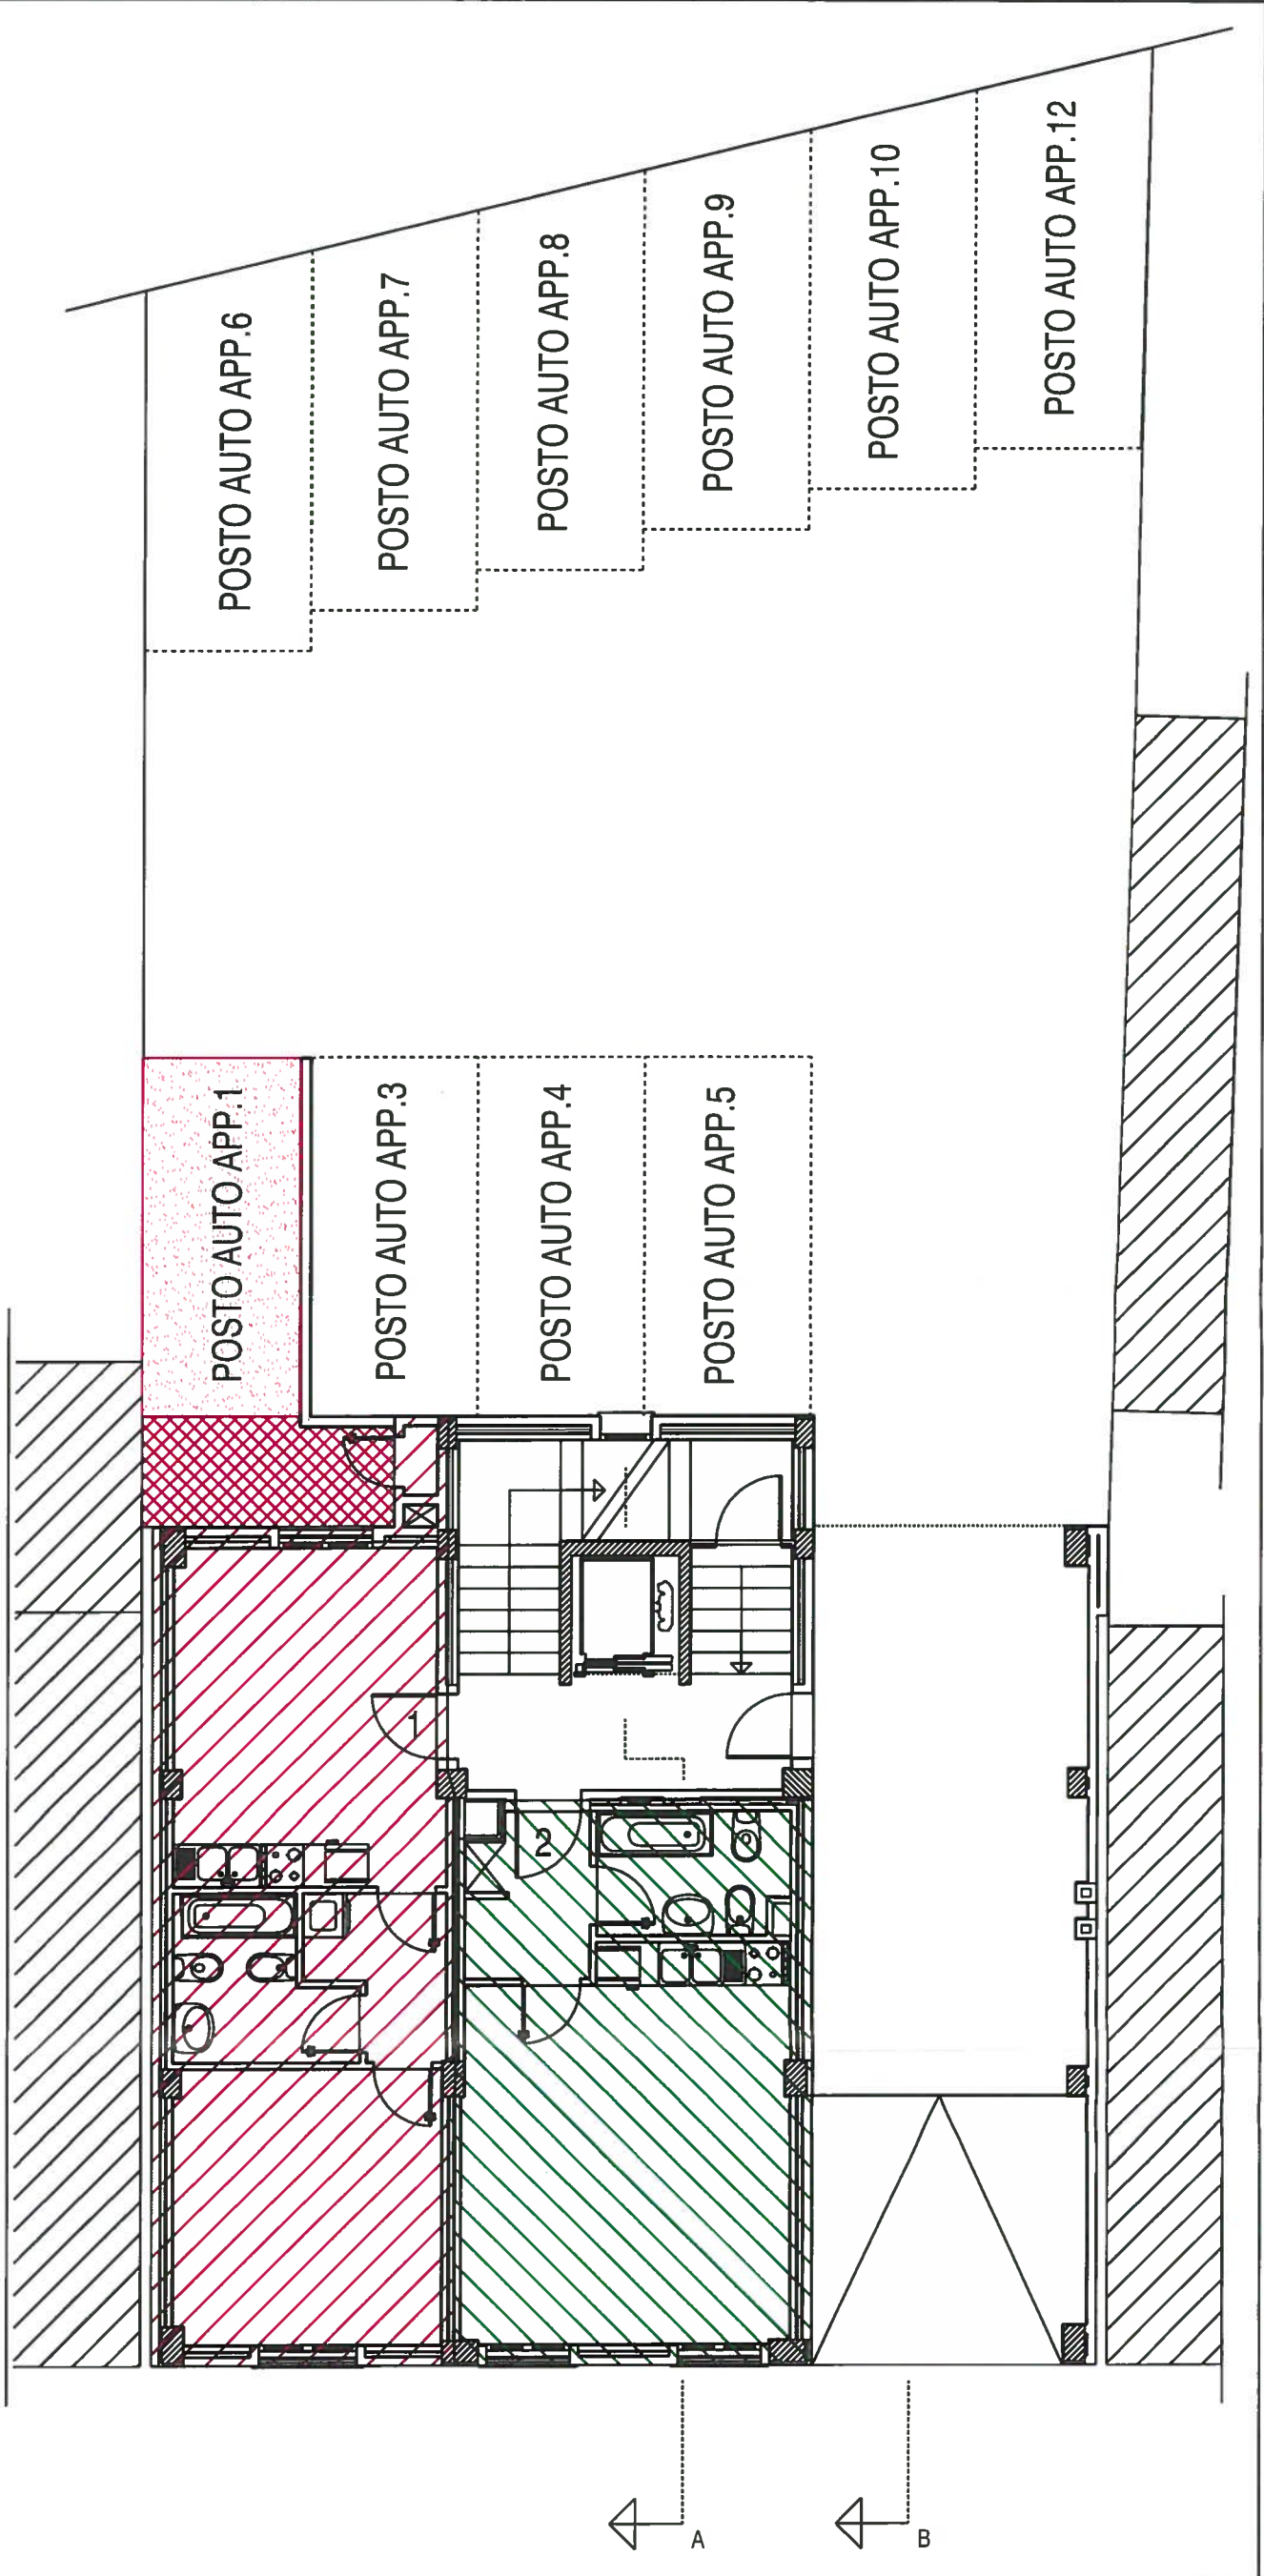 POSTO AUTO APP.6
POSTO AUTO APP.7
POSTO AUTO APP.8
POSTO AUTO APP.9
POSTO AUTO APP.10
POSTO AUTO APP.12
POSTO AUTO APP.1
POSTO AUTO APP.3
POSTO AUTO APP.4
POSTO AUTO APP.5
1
2
A
B